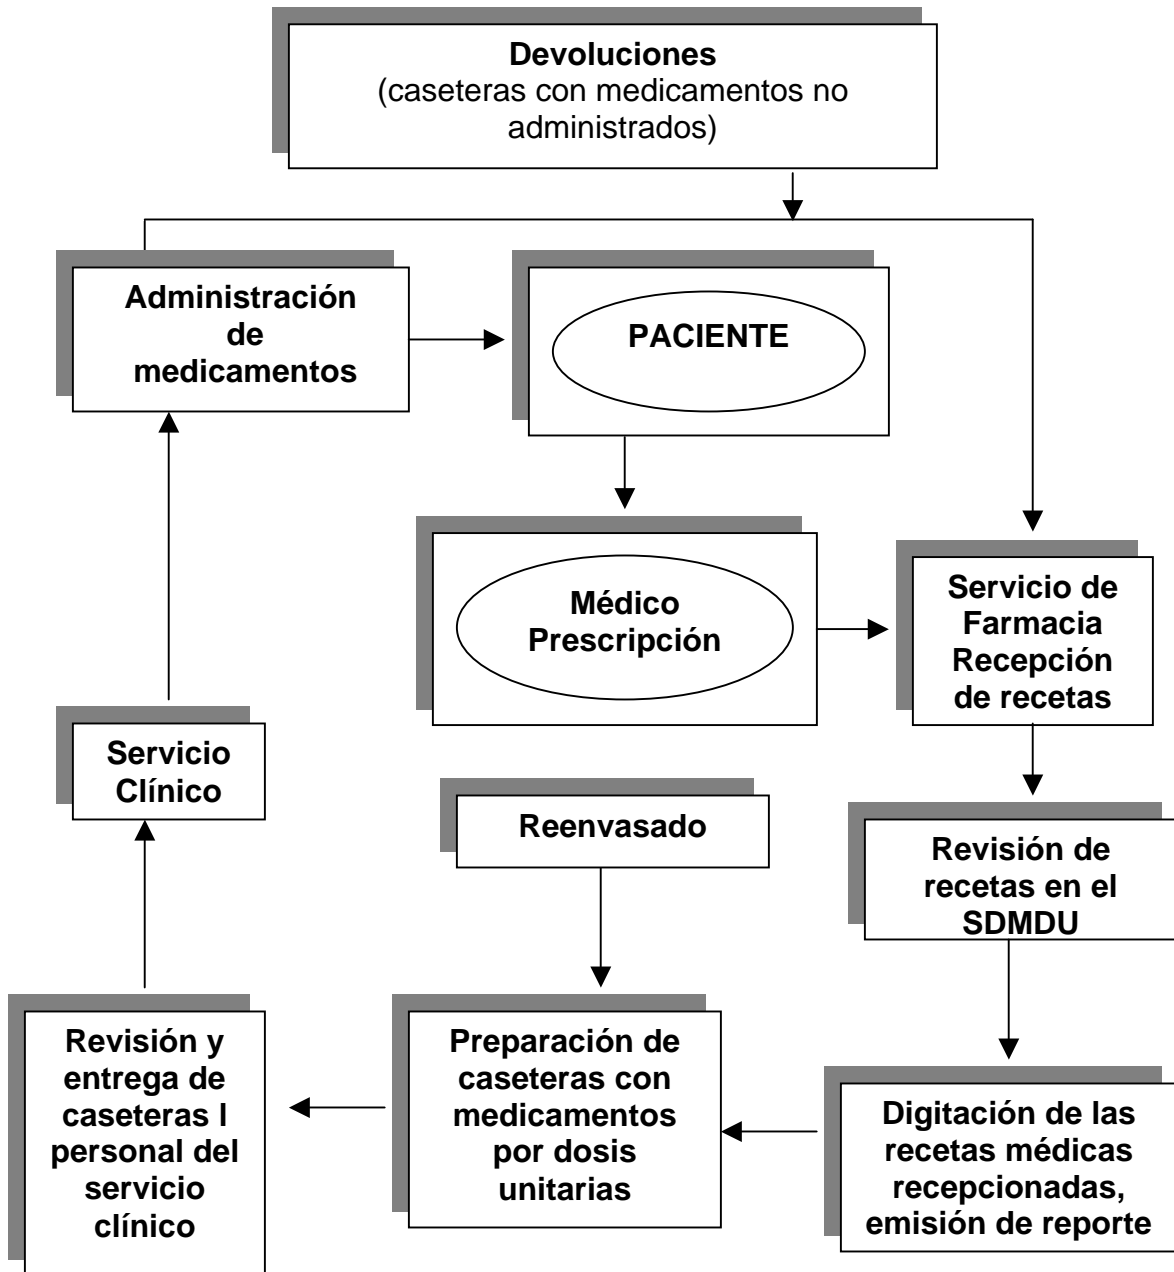 Devoluciones
(caseteras con medicamentos no
administrados)
Administración
de
medicamentos
PACIENTE
Médico
Prescripción
Servicio de
Farmacia
Recepción
de recetas
Servicio
Clínico
Reenvasado
Revisión de
recetas en el
SDMDU
Revisión y
entrega de
caseteras l
personal del
servicio
clínico
Preparación de
caseteras con
medicamentos
por dosis
unitarias
Digitación de las
recetas médicas
recepcionadas,
emisión de reporte